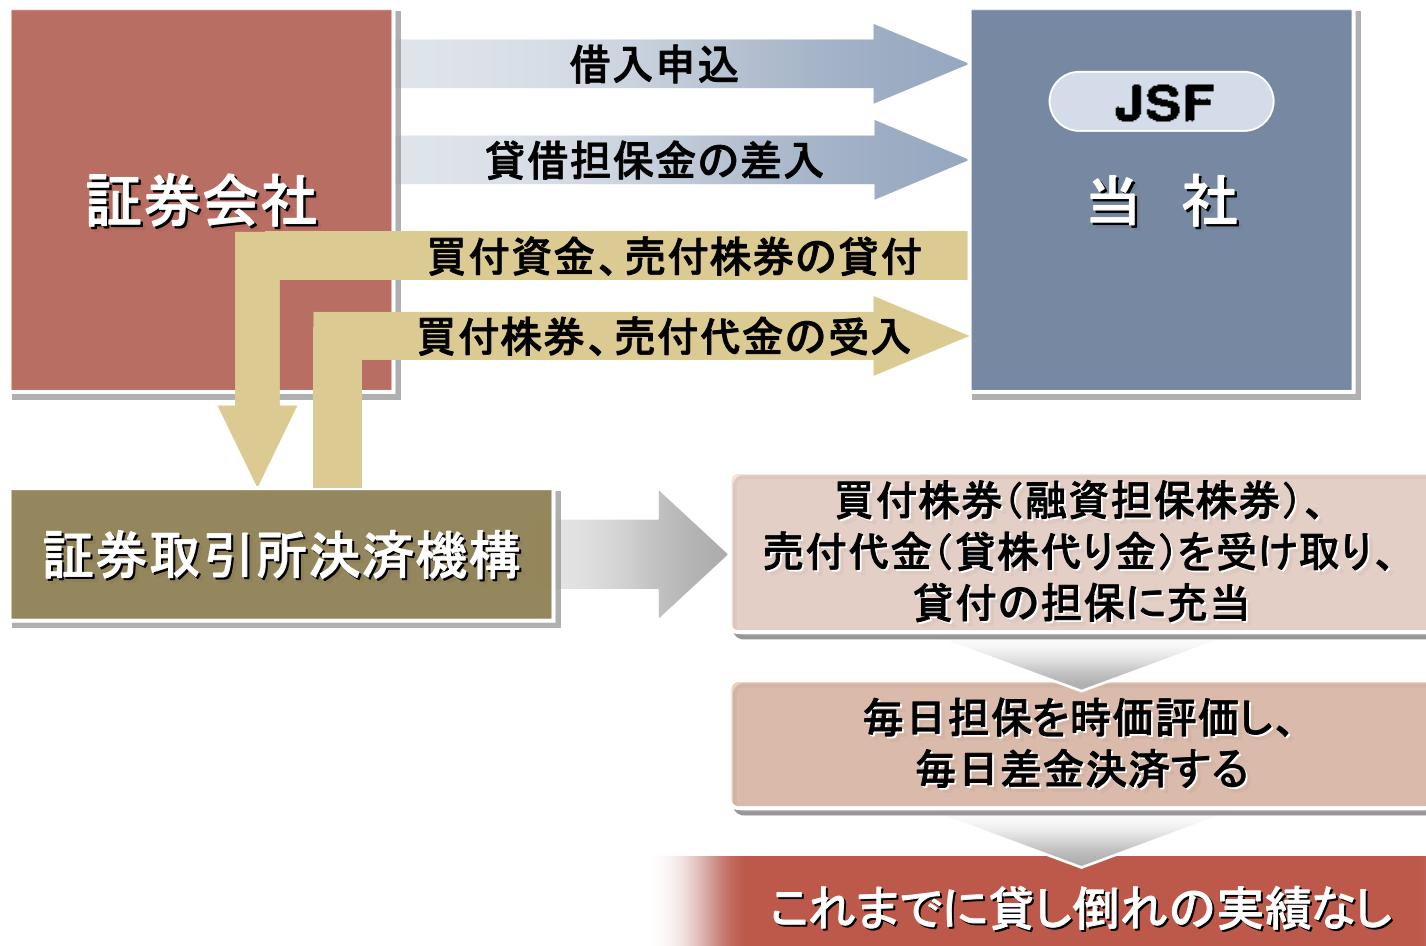 証券会社
借入申込
貸借担保金の差入
買付資金、売付株券の貸付
買付株券、売付代金の受入
JSF
当　社
証券取引所決済機構
買付株券（融資担保株券）、
売付代金（貸株代り金）を受け取り、
貸付の担保に充当
毎日担保を時価評価し、
毎日差金決済する
これまでに貸し倒れの実績なし